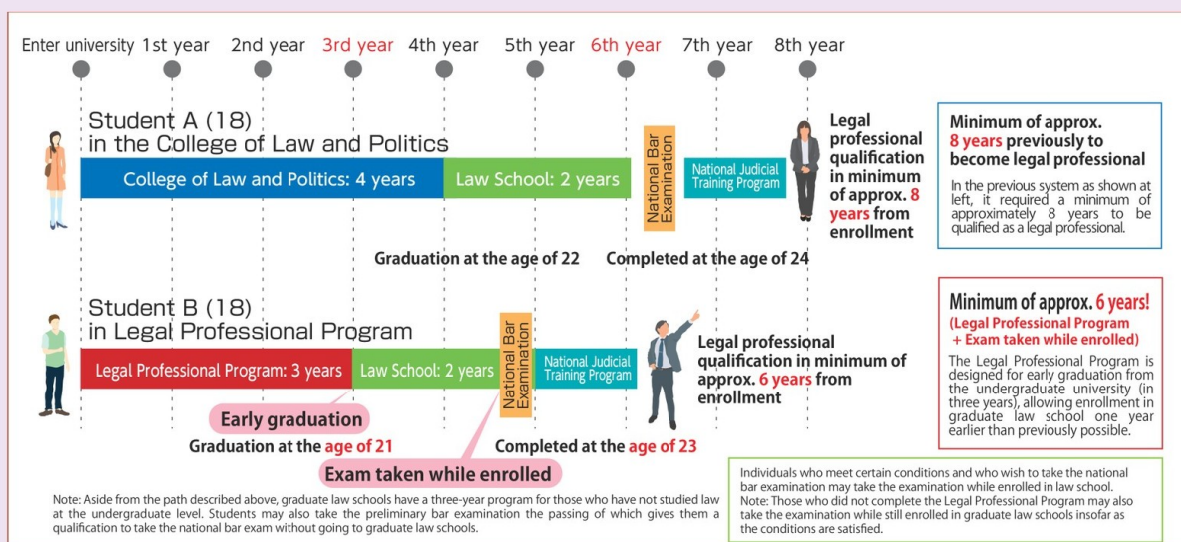 Enter university 1st year 2nd year 3rd year 4th year 5th year 6th year 7th year 8th year
Student A (18)
in the College of Law and Politics
College of Law and Politics: 4 years
Law School: 2 years
National Bar
Examination
National Judicial
Training Program
Legal
professional
qualification
in minimum
of approx. 8
years from
enrollment
Graduation at the age of 22
Completed at the age of 24
Minimum of approx.
8 years previously to
become legal professional
In the previous system as shown at
left, it required a minimum of
approximately 8 years to be
qualified as a legal professional.
Student B (18)
in Legal Professional Program
Legal Professional Program: 3 years
Law School: 2 years
National Bar
Examination
National Judicial
Training Program
Legal professional
qualification in minimum of
approx. 6 years from
enrollment
Early graduation
Graduation at the age of 21
Completed at the age of 23
Exam taken while enrolled
Minimum of approx. 6 years!
(Legal Professional Program
+ Exam taken while enrolled)
The Legal Professional Program is
designed for early graduation from
the undergraduate university (in
three years), allowing enrollment in
graduate law school one year
earlier than previously possible.
Note: Aside from the path described above, graduate law schools have a three-year program for those who have not studied law
at the undergraduate level. Students may also take the preliminary bar examination the passing of which gives them a
qualification to take the national bar exam without going to graduate law schools.
Individuals who meet certain conditions and who wish to take the national
bar examination may take the examination while enrolled in law school.
Note: Those who did not complete the Legal Professional Program may also
take the examination while still enrolled in graduate law schools insofar as
the conditions are satisfied.